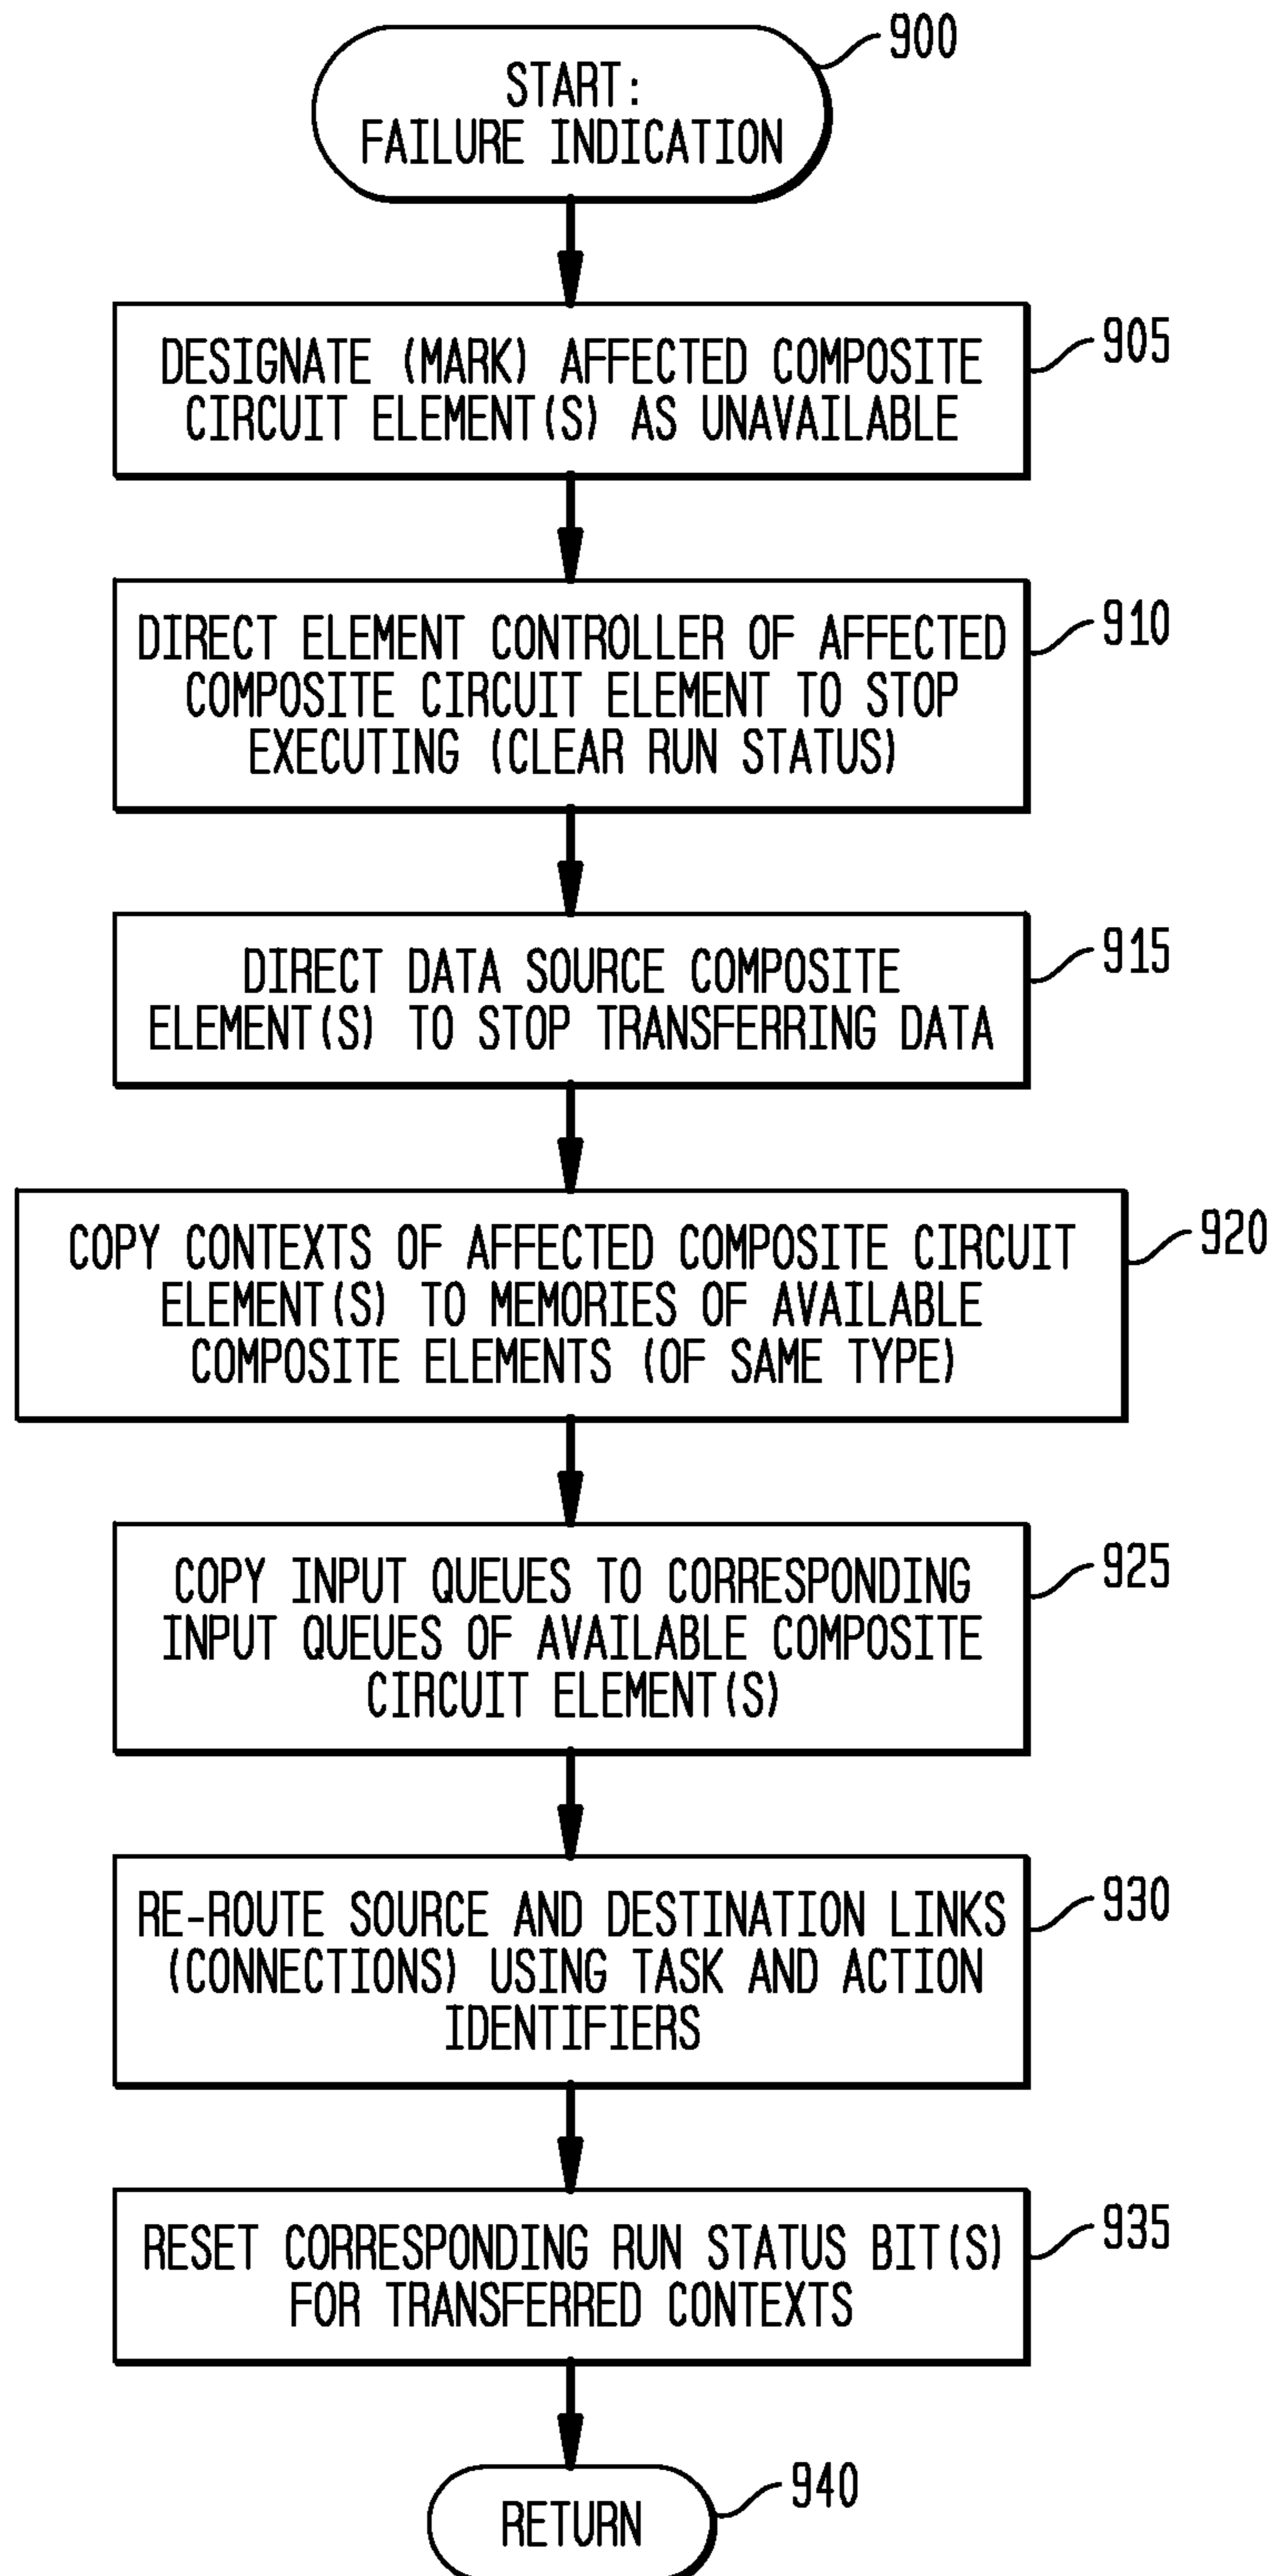 START:
FAILURE INDICATION
900
DESIGNATE (MARK) AFFECTED COMPOSITE
CIRCUIT ELEMENT(S) AS UNAVAILABLE
905
DIRECT ELEMENT CONTROLLER OF AFFECTED
COMPOSITE CIRCUIT ELEMENT TO STOP
EXECUTING (CLEAR RUN STATUS)
910
DIRECT DATA SOURCE COMPOSITE
ELEMENT(S) TO STOP TRANSFERRING DATA
915
COPY CONTEXTS OF AFFECTED COMPOSITE CIRCUIT
ELEMENT(S) TO MEMORIES OF AVAILABLE
COMPOSITE ELEMENTS (OF SAME TYPE)
920
COPY INPUT QUEUES TO CORRESPONDING
INPUT QUEUES OF AVAILABLE COMPOSITE
CIRCUIT ELEMENT(S)
925
RE-ROUTE SOURCE AND DESTINATION LINKS
(CONNECTIONS) USING TASK AND ACTION
IDENTIFIERS
930
RESET CORRESPONDING RUN STATUS BIT(S)
FOR TRANSFERRED CONTEXTS
935
RETURN
940